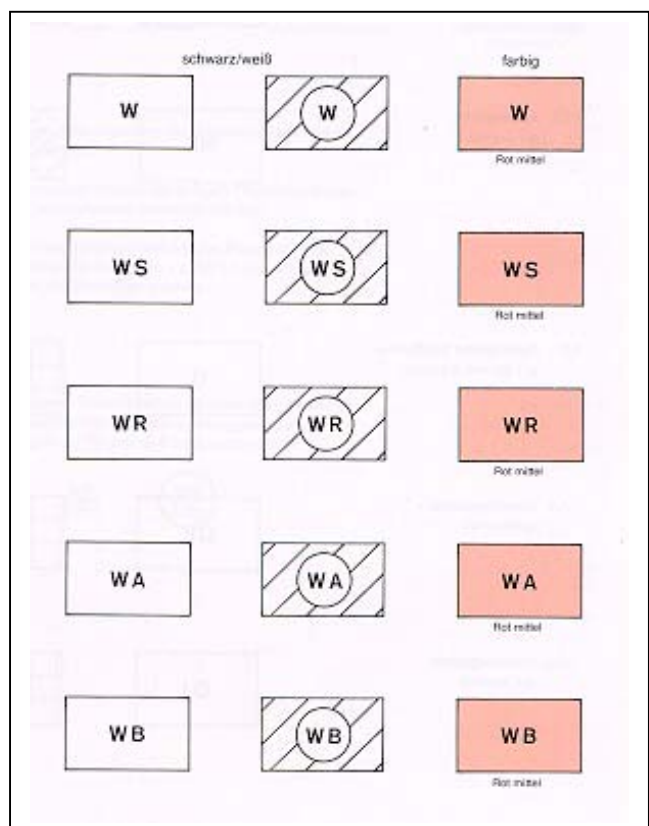 schwarz/weiß farbig
W W W
Rot mittel
WS WS WS
Rot mittel
WR WR WR
Rot mittel
WA WA WA
Rot mittel
WB WB WB
Rot mittel